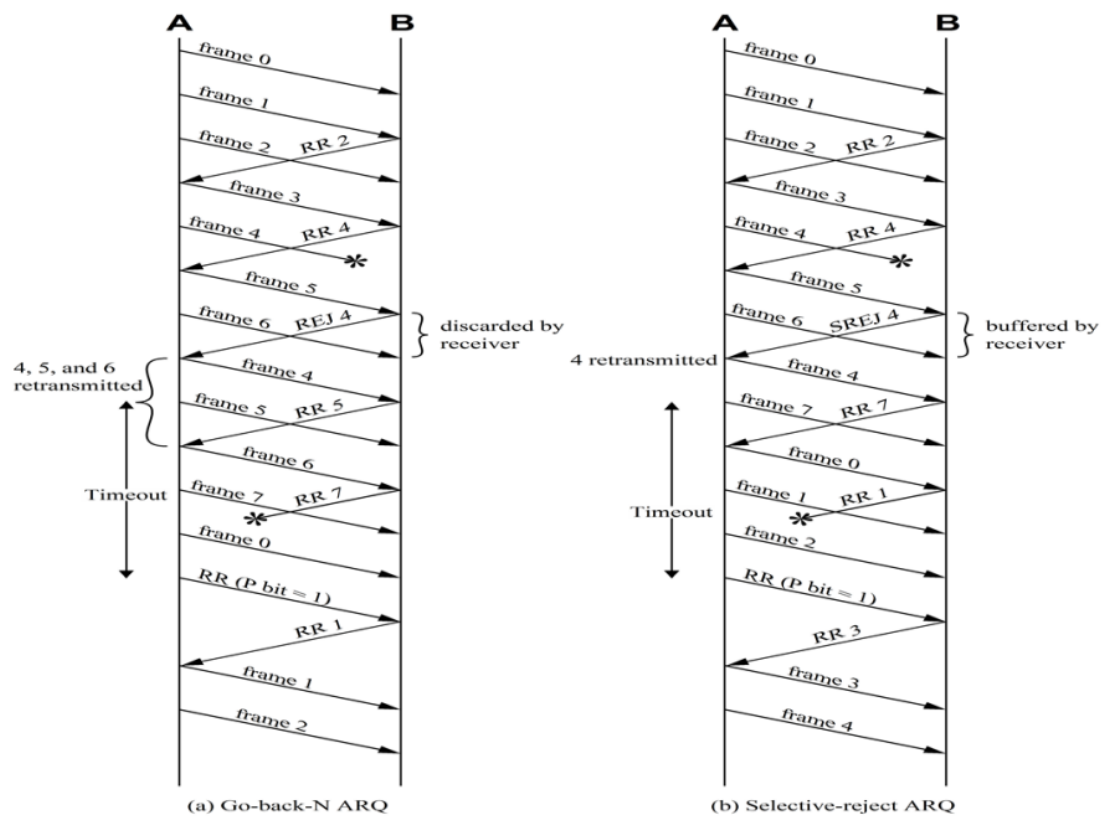 A
B
frame 0
frame 1
frame 2
RR 2
frame 3
frame 4
RR 4
*
frame 5
frame 6
REJ 4
discarded by
receiver
4, 5, and 6
retransmitted
frame 4
frame 5
RR 5
frame 6
Timeout
frame 7
RR 7
*
frame 0
RR (P bit = 1)
RR 1
frame 1
frame 2
(a) Go-back-N ARQ
A
B
frame 0
frame 1
frame 2
RR 2
frame 3
frame 4
RR 4
*
frame 5
frame 6
SREJ 4
buffered by
receiver
4 retransmitted
frame 4
frame 7
RR 7
frame 0
Timeout
frame 1
RR 1
*
frame 2
RR (P bit = 1)
RR 3
frame 3
frame 4
(b) Selective-reject ARQ